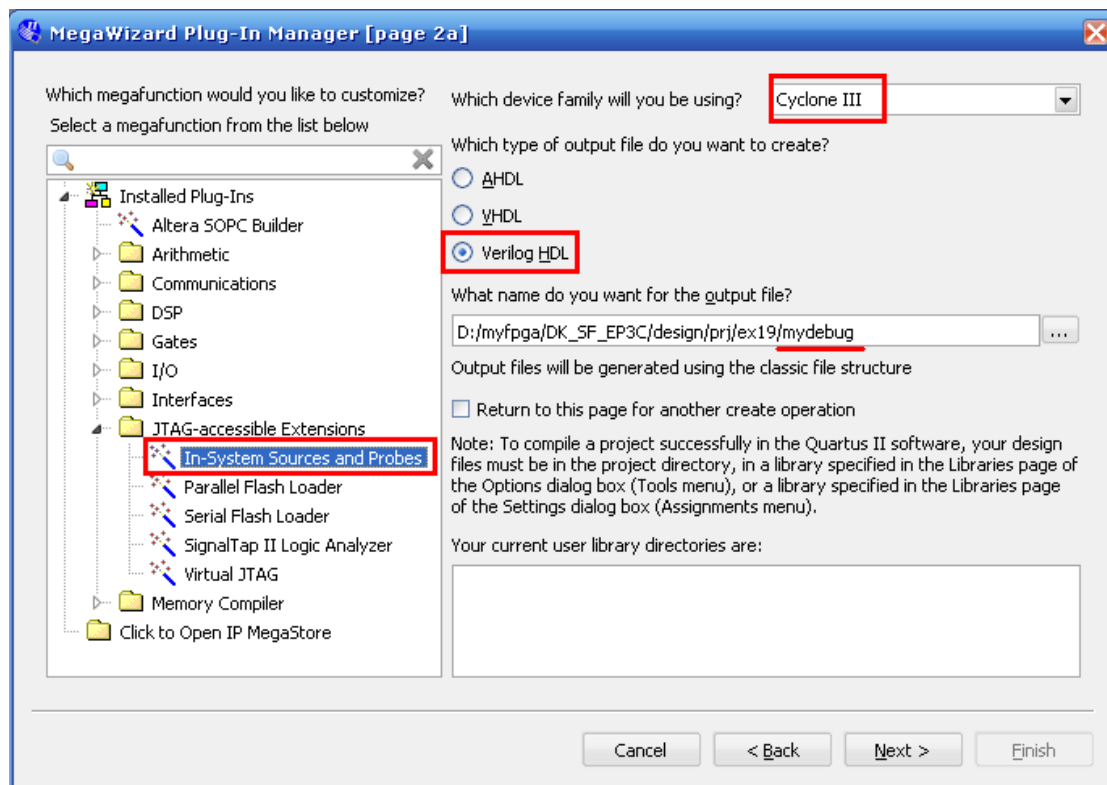 MegaWizard Plug-In Manager [page 2a]
Which megafunction would you like to customize?
Select a megafunction from the list below
Installed Plug-Ins
Altera SOPC Builder
Arithmetic
Communications
DSP
Gates
I/O
Interfaces
JTAG-accessible Extensions
In-System Sources and Probes
Parallel Flash Loader
Serial Flash Loader
SignalTap II Logic Analyzer
Virtual JTAG
Memory Compiler
Click to Open IP MegaStore
Which device family will you be using?
Cyclone III
Which type of output file do you want to create?
AHDL
VHDL
Verilog HDL
What name do you want for the output file?
D:/myfpga/DK_SF_EP3C/design/prj/ex19/mydebug
...
Output files will be generated using the classic file structure
Return to this page for another create operation
Note: To compile a project successfully in the Quartus II software, your design
files must be in the project directory, in a library specified in the Libraries page of
the Options dialog box (Tools menu), or a library specified in the Libraries page
of the Settings dialog box (Assignments menu).
Your current user library directories are:
Cancel
< Back
Next >
Finish